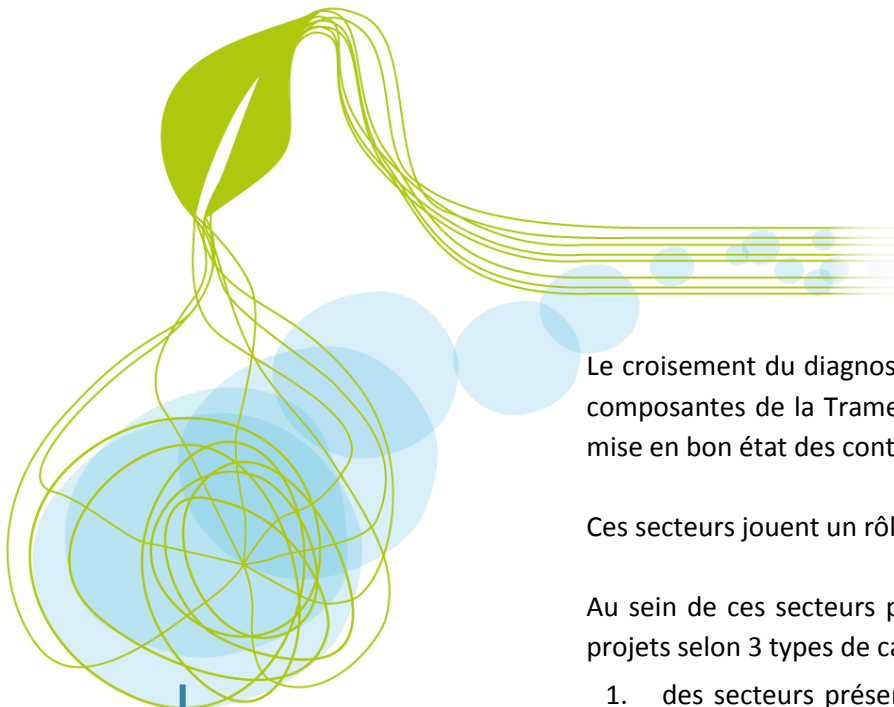 Le croisement du diagnos
composantes de la Trame
mise en bon état des cont
Ces secteurs jouent un rôl
Au sein de ces secteurs p
projets selon 3 types de ca
1. des secteurs présen